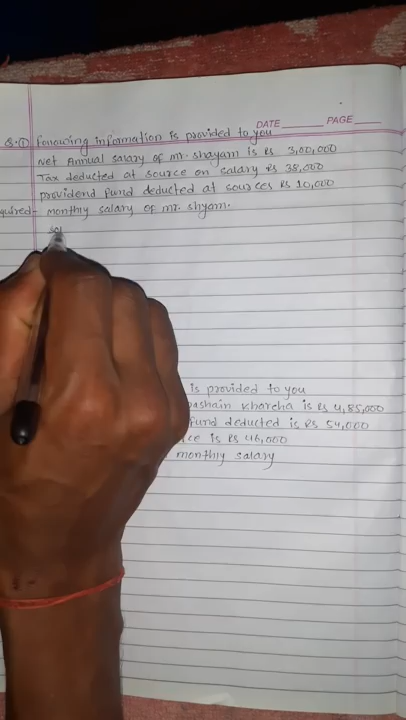 DATE PAGE
Q.① Following information is provided to you
Net Annual salary of mr. shayam is Rs 3,00,000
Tax deducted at source on salary Rs 38,000
providend Fund deducted at sources Rs 10,000
quired- monthly salary of mr. shyam.
sol
is provided to you
Khareha is Rs 4,85,000
fund deducted is Rs 54,000
ce is Rs 46,000
monthly salary